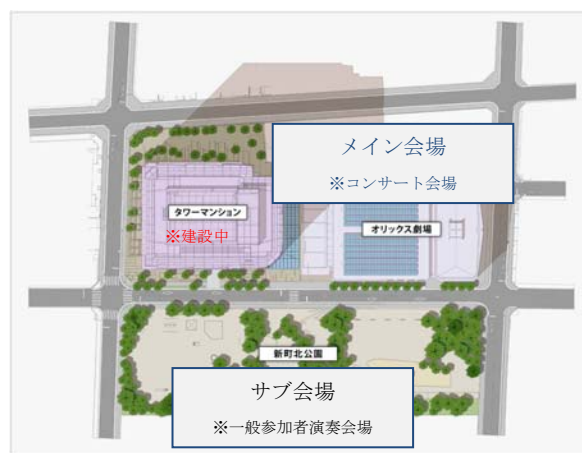 メイン会場
※コンサート会場
タワーマンション
※建設中
オリックス劇場
新町北公園
サブ会場
※一般参加者演奏会場